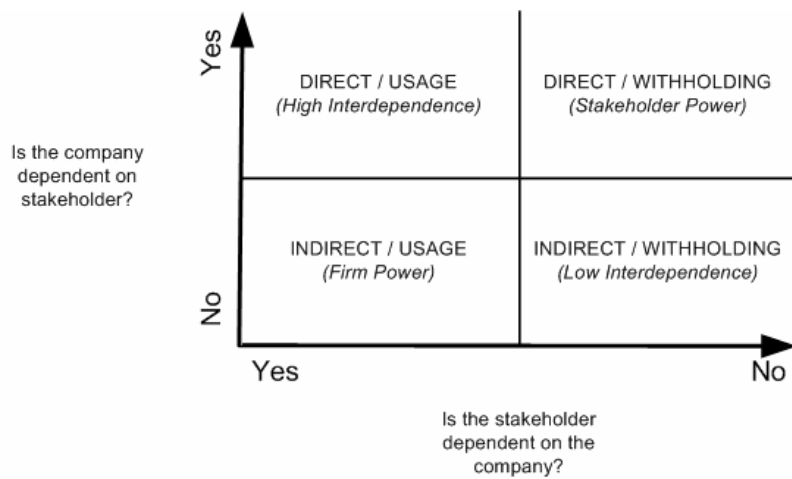 Yes
DIRECT / USAGE
(High Interdependence)
DIRECT / WITHHOLDING
(Stakeholder Power)
Is the company
dependent on
stakeholder?
INDIRECT / USAGE
(Firm Power)
INDIRECT / WITHHOLDING
(Low Interdependence)
No
Yes
No
Is the stakeholder
dependent on the
company?